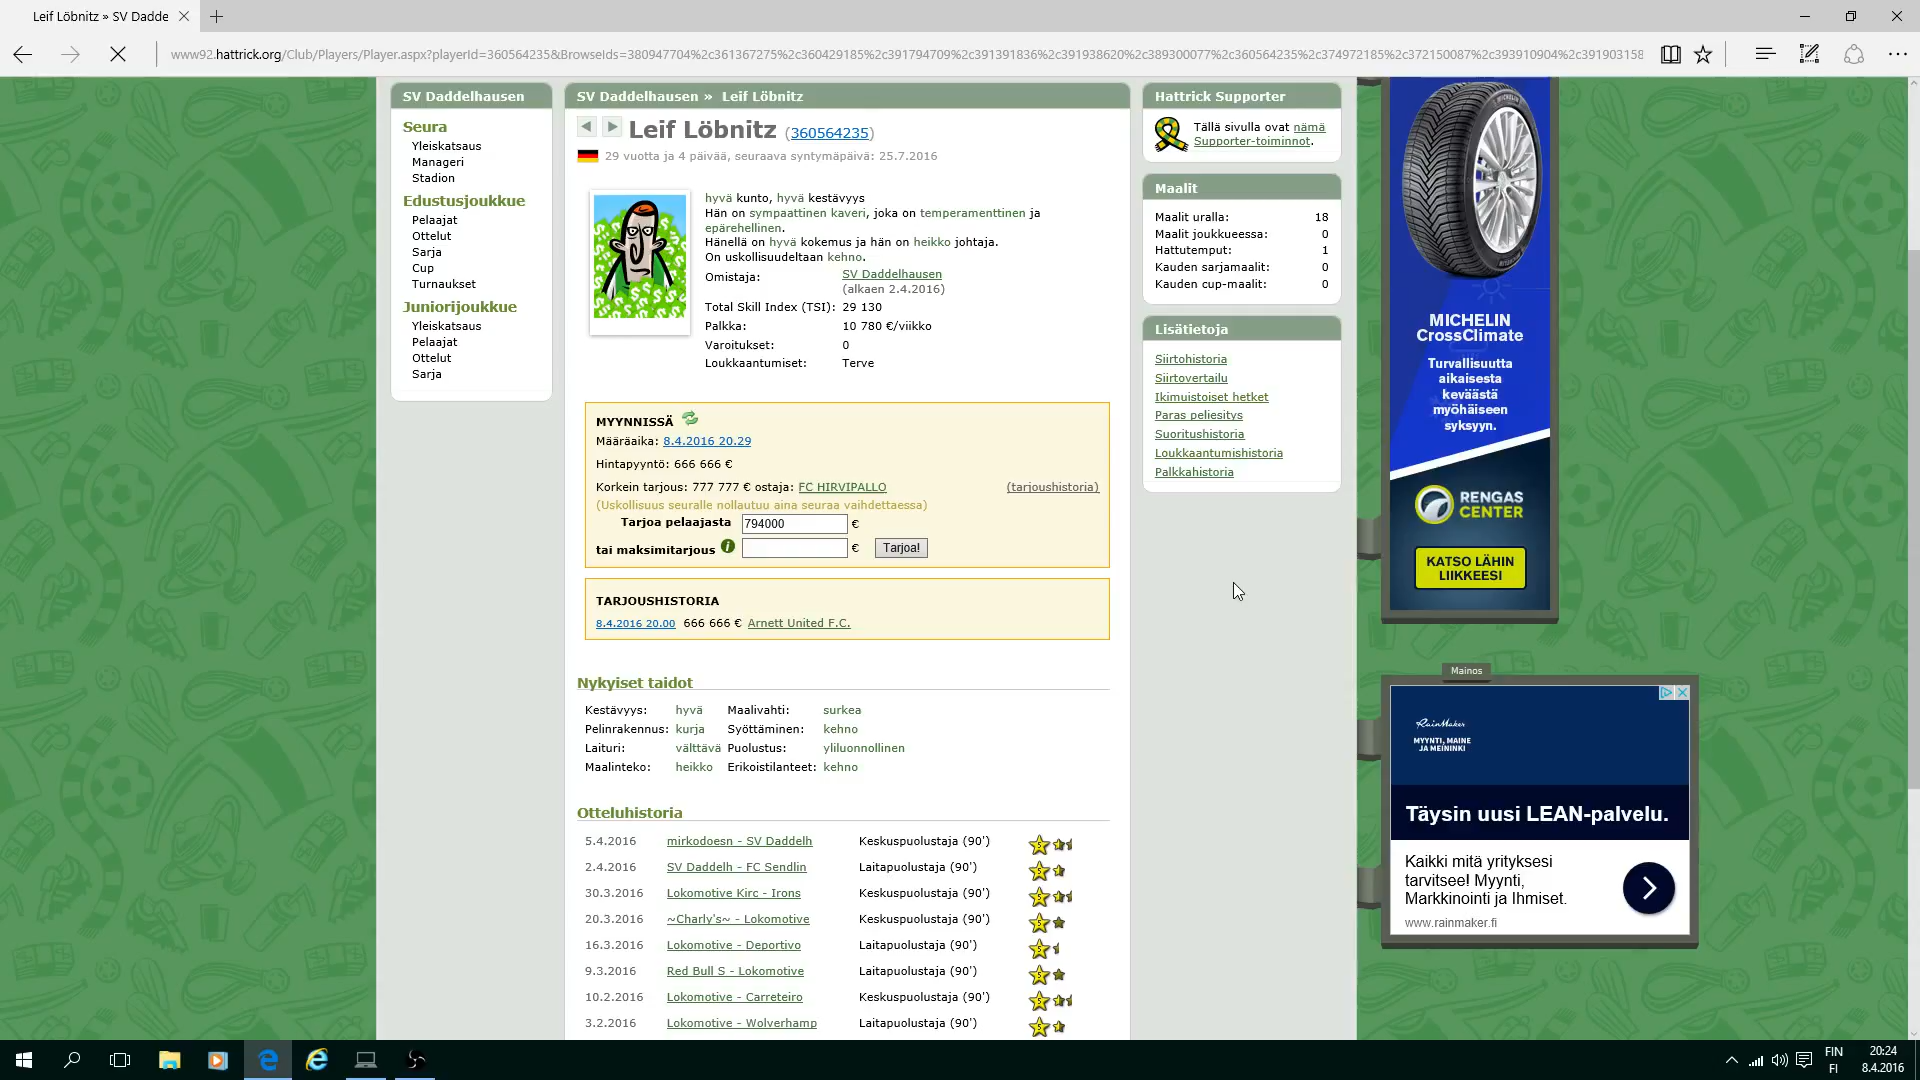 Leif Löbnitz » SV Dadde
www92.hattrick.org/Club/Players/Player.aspx?playerId=360564235&BrowseIds=380947704%2c361367275%2c360429185%2c391794709%2c391391836%2c391938620%2c389300077%2c360564235%2c374972185%2c372150087%2c393910904%2c391903158
SV Daddelhausen
Seura
Yleiskatsaus
Manageri
Stadion
Edustusjoukkue
Pelaajat
Ottelut
Sarja
Cup
Turnaukset
Juniorijoukkue
Yleiskatsaus
Pelaajat
Ottelut
Sarja
SV Daddelhausen » Leif Löbnitz
Leif Löbnitz (360564235)
29 vuotta ja 4 päivää, seuraava syntymäpäivä: 25.7.2016
hyvä kunto, hyvä kestävyys
Hän on sympaattinen kaveri, joka on temperamenttinen ja
epärehellinen.
Hänellä on hyvä kokemus ja hän on heikko johtaja.
On uskollisuudeltaan kehno.
Omistaja: SV Daddelhausen
(alkaen 2.4.2016)
Total Skill Index (TSI): 29 130
Palkka: 10 780 €/viikko
Varoitukset: 0
Loukkaantumiset: Terve
MYYNNISSÄ
Määräaika: 8.4.2016 20.29
Hintapyyntö: 666 666 €
Korkein tarjous: 777 777 € ostaja: FC HIRVIPALLO (tarjoushistoria)
(Uskollisuus seuralle nollautuu aina seuraa vaihdettaessa)
Tarjoa pelaajasta 794000 €
tai maksimitarjous € Tarjoa!
TARJOUSHISTORIA
8.4.2016 20.00 666 666 € Arnett United F.C.
Nykyiset taidot
Kestävyys: hyvä Maalivahti: surkea
Pelinrakennus: kurja Syöttäminen: kehno
Laituri: välttävä Puolustus: yliluonnollinen
Maalinteko: heikko Erikoistilanteet: kehno
Otteluhistoria
5.4.2016 mirkodoesn - SV Daddelh Keskuspuolustaja (90') 5
2.4.2016 SV Daddelh - FC Sendlin Laitapuolustaja (90') 5
30.3.2016 Lokomotive Kirc - Irons Keskuspuolustaja (90') 5
20.3.2016 ~Charly's~ - Lokomotive Keskuspuolustaja (90') 5
16.3.2016 Lokomotive - Deportivo Laitapuolustaja (90') 5
9.3.2016 Red Bull S - Lokomotive Laitapuolustaja (90') 5
10.2.2016 Lokomotive - Carreteiro Keskuspuolustaja (90') 5
3.2.2016 Lokomotive - Wolverhamp Laitapuolustaja (90') 5
Hattrick Supporter
Tällä sivulla ovat nämä
Supporter-toiminnot.
Maalit
Maalit uralla: 18
Maalit joukkueessa: 0
Hattutemput: 1
Kauden sarjamaalit: 0
Kauden cup-maalit: 0
Lisätietoja
Siirtohistoria
Siirtovertailu
Ikimuistoiset hetket
Paras peliesitys
Suoritushistoria
Loukkaantumishistoria
Palkkahistoria
MICHELIN
CrossClimate
Turvallisuutta
aikaisesta
keväästä
myöhäiseen
syksyyn.
RENGAS
CENTER
KATSO LÄHIN
LIIKKEESI
Mainos
RainMaker
MYYNTI, MAINE
JA MEININKI
Täysin uusi LEAN-palvelu.
Kaikki mitä yrityksesi
tarvitsee! Myynti,
Markkinointi ja Ihmiset.
www.rainmaker.fi
FIN
FI
20:24
8.4.2016